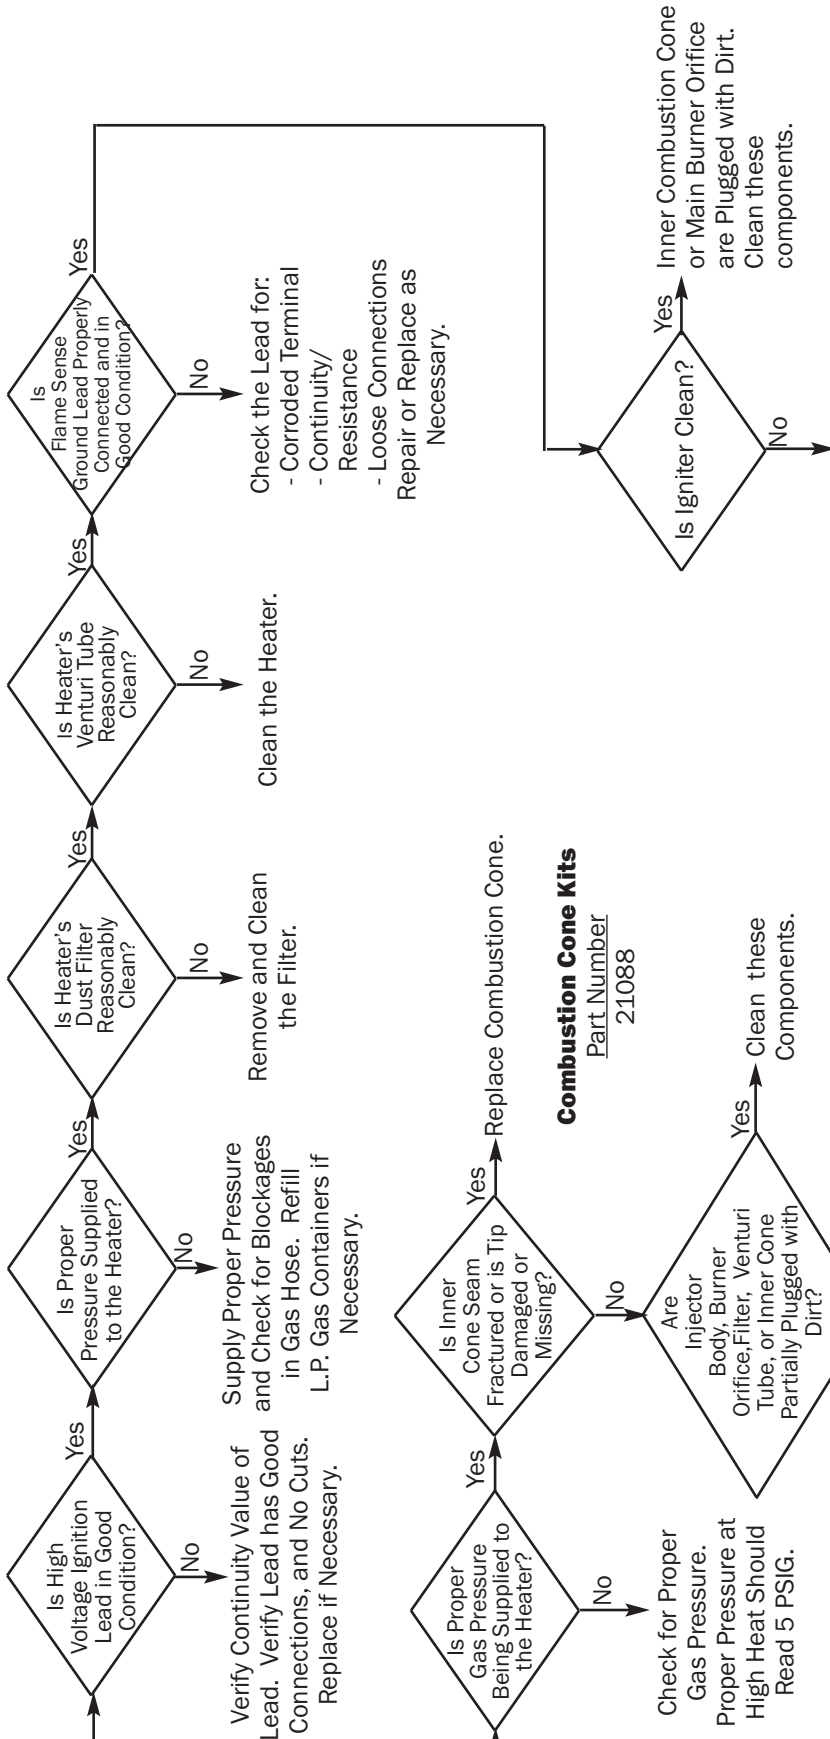 Is High
Voltage Ignition
Lead in Good
Condition?
Yes
No
Verify Continuity Value of
Lead. Verify Lead has Good
Connections, and No Cuts.
Replace if Necessary.
Is Proper
Pressure Supplied
to the Heater?
Yes
No
Supply Proper Pressure
and Check for Blockages
in Gas Hose. Refill
L.P. Gas Containers if
Necessary.
Is Heater's
Dust Filter
Reasonably
Clean?
Yes
No
Remove and Clean
the Filter.
Is Heater's
Venturi Tube
Reasonably
Clean?
Yes
No
Clean the Heater.
Is
Flame Sense
Ground Lead Properly
Connected and in
Good Condition?
Yes
No
Check the Lead for:
- Corroded Terminal
- Continuity/
Resistance
- Loose Connections
Repair or Replace as
Necessary.
Is Igniter Clean?
Yes
No
Inner Combustion Cone
or Main Burner Orifice
are Plugged with Dirt.
Clean these
components.
Is Proper
Gas Pressure
Being Supplied to
the Heater?
Yes
No
Check for Proper
Gas Pressure.
Proper Pressure at
High Heat Should
Read 5 PSIG.
Is Inner
Cone Seam
Fractured or is Tip
Damaged or
Missing?
Yes
No
Replace Combustion Cone.
Combustion Cone Kits
Part Number
21088
Are
Injector
Body, Burner
Orifice,Filter, Venturi
Tube, or Inner Cone
Partially Plugged with
Dirt?
Yes
Clean these
Components.